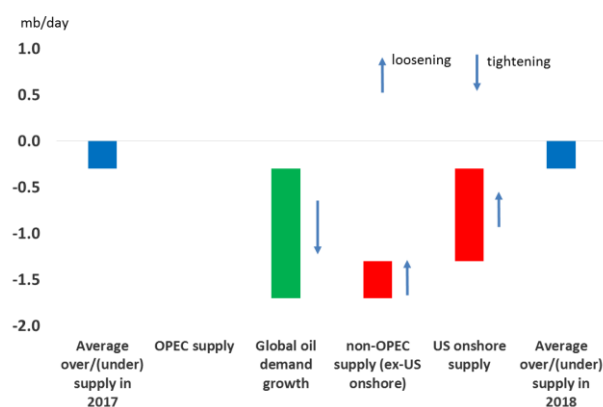 mb/day
1.0
loosening
tightening
0.5
0.0
-0.5
-1.0
-1.5
-2.0
Average
over/(under)
supply in
2017
OPEC supply
Global oil
demand
growth
non-OPEC
supply (ex-US
onshore)
US onshore
supply
Average
over/(under)
supply in
2018